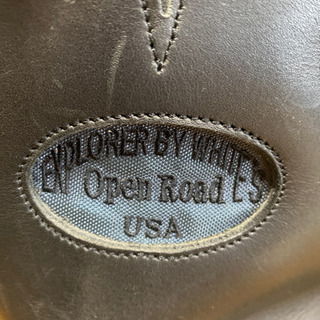 EXPLORER BY WHITE'S
Open Road
USA